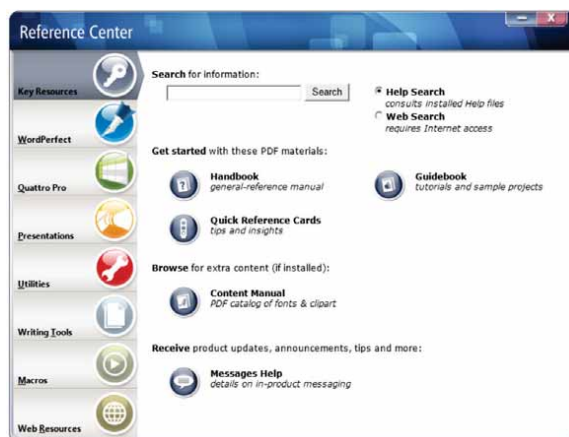 Reference Center
Key Resources
WordPerfect
Quattro Pro
Presentations
Utilities
Writing Tools
Macros
Web Resources
Search for information:
Search
Help Search
consults installed Help files
Web Search
requires Internet access
Get started with these PDF materials:
Handbook
general-reference manual
Guidebook
tutorials and sample projects
Quick Reference Cards
tips and insights
Browse for extra content (if installed):
Content Manual
PDF catalog of fonts & clipart
Receive product updates, announcements, tips and more:
Messages Help
details on in-product messaging